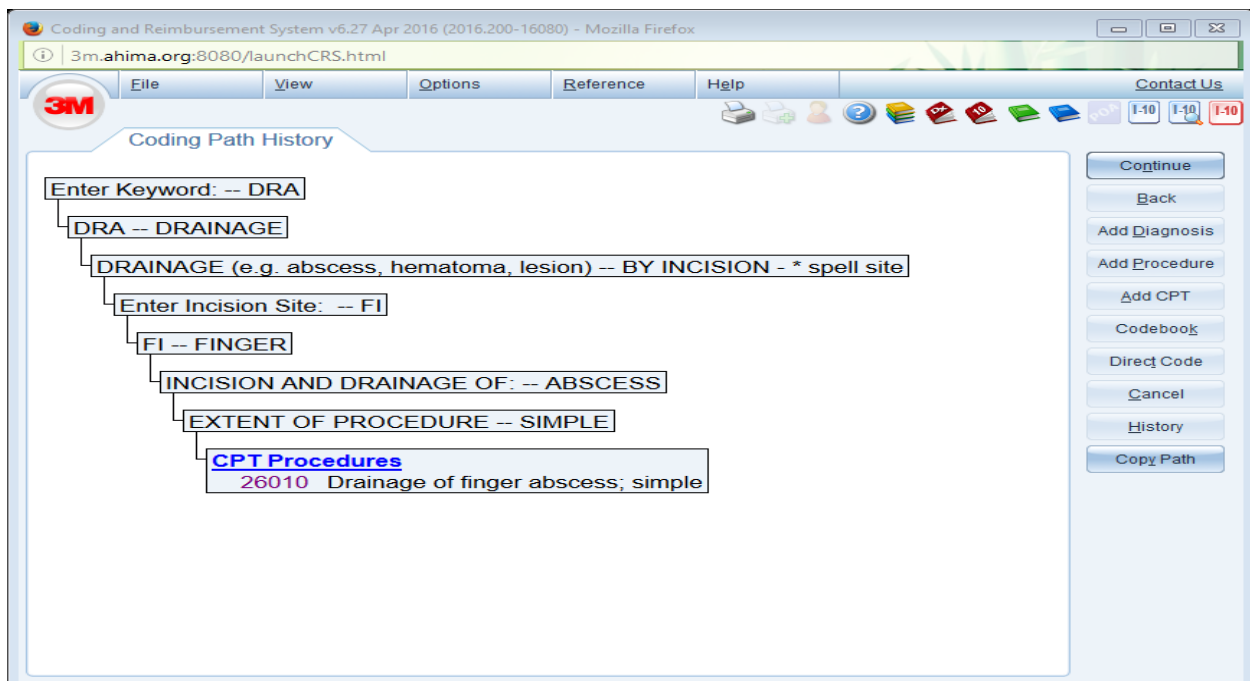 Coding and Reimbursement System v6.27 Apr 2016 (2016.200-16080) - Mozilla Firefox
3m.ahima.org:8080/launchCRS.html
File View Options Reference Help Contact Us
3M
I-10 I-10 I-10
Coding Path History
Continue
Enter Keyword: -- DRA
Back
DRA -- DRAINAGE
Add Diagnosis
DRAINAGE (e.g. abscess, hematoma, lesion) -- BY INCISION - * spell site
Add Procedure
Enter Incision Site: -- FI
Add CPT
FI -- FINGER
Codebook
INCISION AND DRAINAGE OF: -- ABSCESS
Direct Code
EXTENT OF PROCEDURE -- SIMPLE
Cancel
History
CPT Procedures
26010 Drainage of finger abscess; simple
Copy Path